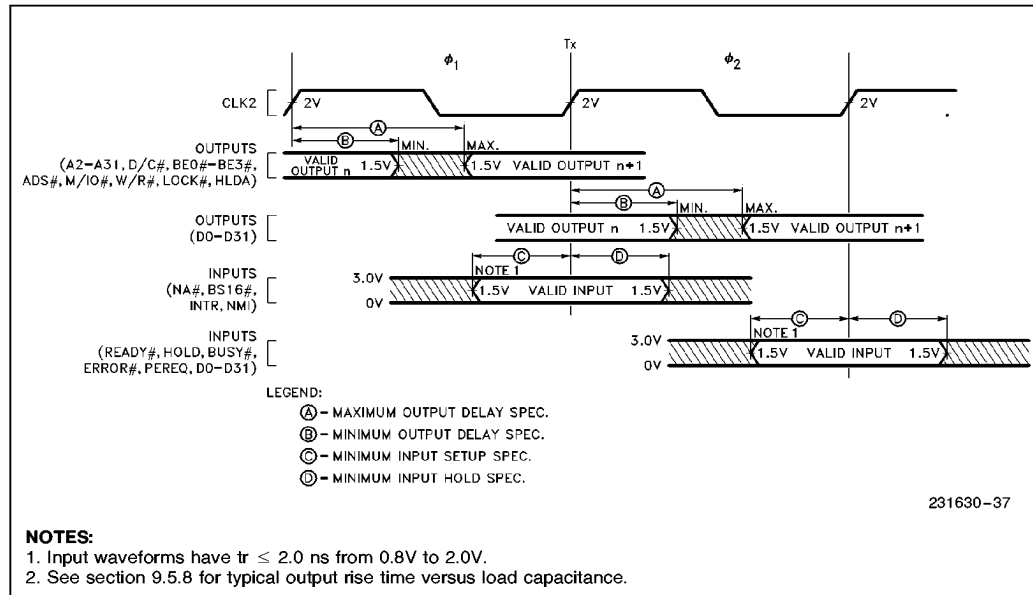 Tx
ϕ1 ϕ2
CLK2 2V 2V 2V
A
B MIN. MAX.
OUTPUTS
(A2-A31, D/C#, BE0#-BE3#,
ADS#, M/IO#, W/R#, LOCK#, HLDA)
VALID OUTPUT n 1.5V 1.5V VALID OUTPUT n+1
A
B MIN. MAX.
OUTPUTS
(D0-D31)
VALID OUTPUT n 1.5V 1.5V VALID OUTPUT n+1
C D
NOTE 1
INPUTS
(NA#, BS16#,
INTR, NMI)
3.0V
0V
1.5V VALID INPUT 1.5V
C D
NOTE 1
INPUTS
(READY#, HOLD, BUSY#,
ERROR#, PEREQ, D0-D31)
3.0V
0V
1.5V VALID INPUT 1.5V
LEGEND:
A - MAXIMUM OUTPUT DELAY SPEC.
B - MINIMUM OUTPUT DELAY SPEC.
C - MINIMUM INPUT SETUP SPEC.
D - MINIMUM INPUT HOLD SPEC.
231630-37
NOTES:
1. Input waveforms have tr ≤ 2.0 ns from 0.8V to 2.0V.
2. See section 9.5.8 for typical output rise time versus load capacitance.